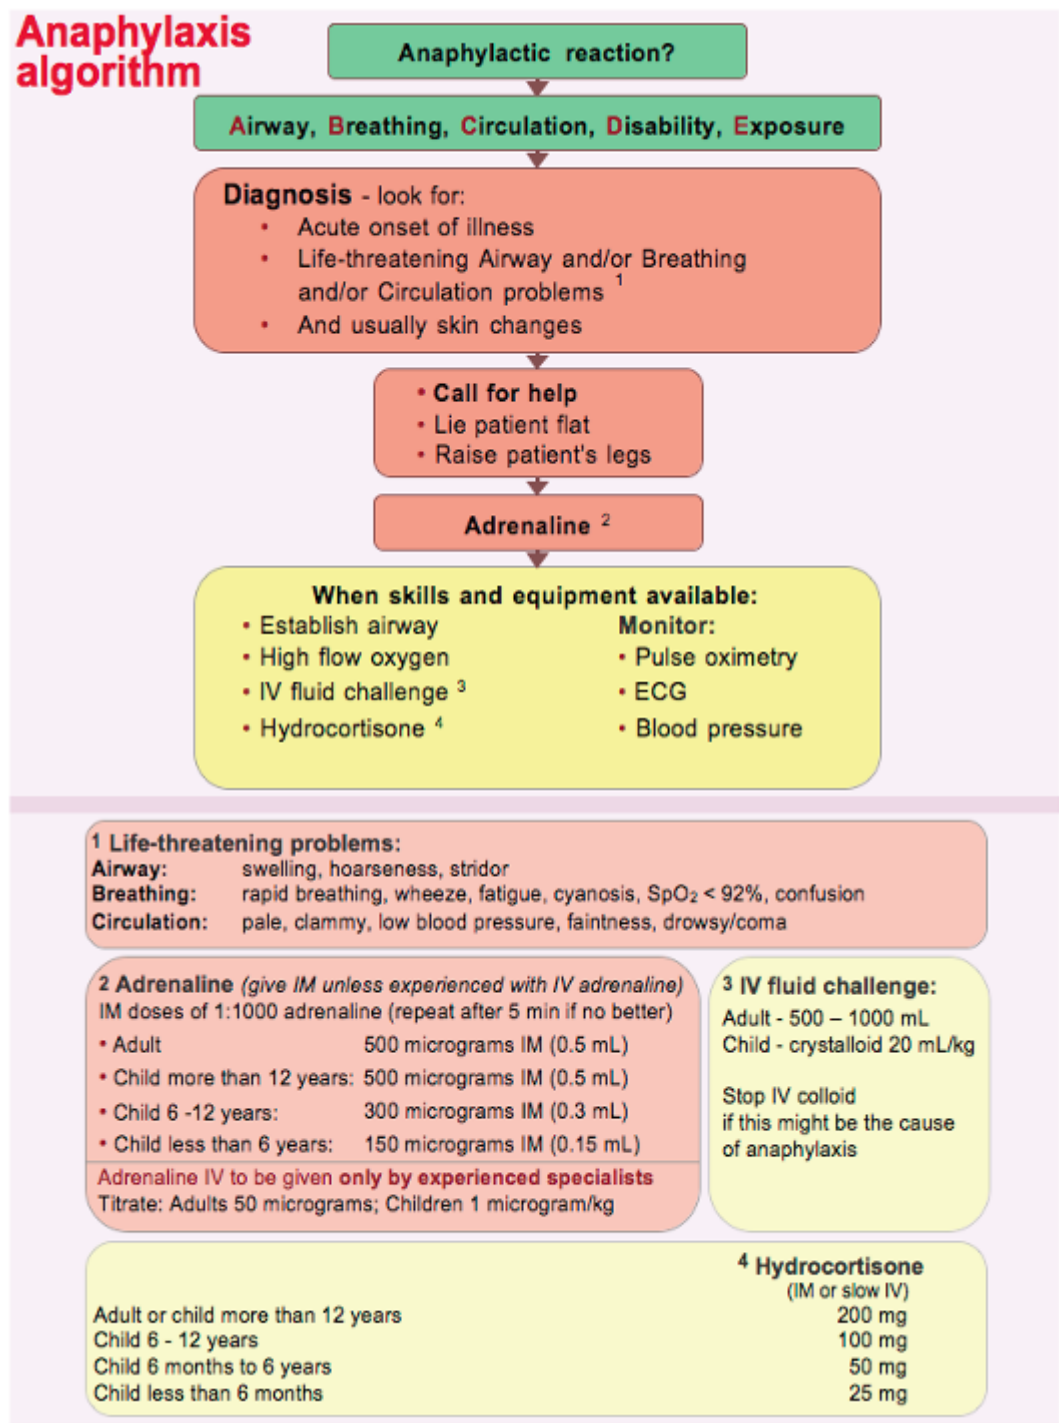 Anaphylaxis
algorithm
Anaphylactic reaction?
Airway, Breathing, Circulation, Disability, Exposure
Diagnosis - look for:
• Acute onset of illness
• Life-threatening Airway and/or Breathing
and/or Circulation problems 1
• And usually skin changes
• Call for help
• Lie patient flat
• Raise patient's legs
Adrenaline 2
When skills and equipment available:
• Establish airway
• High flow oxygen
• IV fluid challenge 3
• Hydrocortisone 4
Monitor:
• Pulse oximetry
• ECG
• Blood pressure
1 Life-threatening problems:
Airway: swelling, hoarseness, stridor
Breathing: rapid breathing, wheeze, fatigue, cyanosis, SpO₂ < 92%, confusion
Circulation: pale, clammy, low blood pressure, faintness, drowsy/coma
2 Adrenaline (give IM unless experienced with IV adrenaline)
IM doses of 1:1000 adrenaline (repeat after 5 min if no better)
• Adult 500 micrograms IM (0.5 mL)
• Child more than 12 years: 500 micrograms IM (0.5 mL)
• Child 6 -12 years: 300 micrograms IM (0.3 mL)
• Child less than 6 years: 150 micrograms IM (0.15 mL)
Adrenaline IV to be given only by experienced specialists
Titrate: Adults 50 micrograms; Children 1 microgram/kg
3 IV fluid challenge:
Adult - 500 – 1000 mL
Child - crystalloid 20 mL/kg
Stop IV colloid
if this might be the cause
of anaphylaxis
4 Hydrocortisone
(IM or slow IV)
Adult or child more than 12 years 200 mg
Child 6 - 12 years 100 mg
Child 6 months to 6 years 50 mg
Child less than 6 months 25 mg